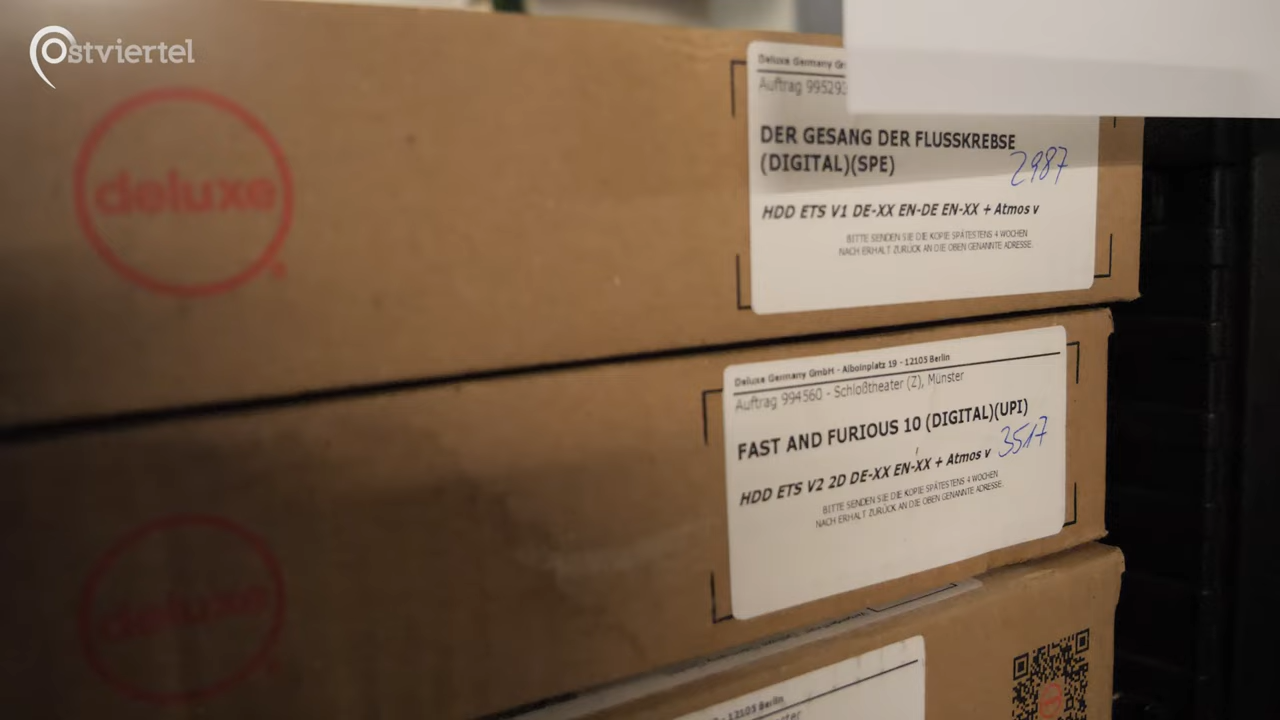 Ostviertel
deluxe
Deluxe Germany
Auftrag 99529
DER GESANG DER FLUSSKREBSE
(DIGITAL)(SPE)
2987
HDD ETS V1 DE-XX EN-DE EN-XX + Atmos v
BITTE SENDEN SIE DIE KOPIE SPÄTESTENS 4 WOCHEN
NACH ERHALT ZURÜCK AN DIE OBEN GENANNTE ADRESSE.
Deluxe Germany GmbH - Alboinplatz 19 - 12103 Berlin
Auftrag 994560 - Schloßtheater (Z), Münster
FAST AND FURIOUS 10 (DIGITAL)(UPI)
3517
HDD ETS V2 2D DE-XX EN-XX + Atmos v
BITTE SENDEN SIE DIE KOPIE SPÄTESTENS 4 WOCHEN
NACH ERHALT ZURÜCK AN DIE OBEN GENANNTE ADRESSE.
deluxe
12103 Berlin